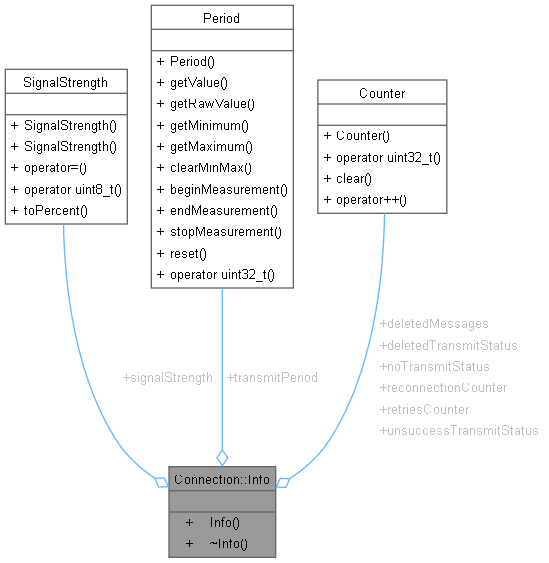 SignalStrength
+ SignalStrength()
+ SignalStrength()
+ operator=()
+ operator uint8_t()
+ toPercent()
Period
+ Period()
+ getValue()
+ getRawValue()
+ getMinimum()
+ getMaximum()
+ clearMinMax()
+ beginMeasurement()
+ endMeasurement()
+ stopMeasurement()
+ reset()
+ operator uint32_t()
Counter
+ Counter()
+ operator uint32_t()
+ clear()
+ operator++()
+signalStrength
+transmitPeriod
+deletedMessages
+deletedTransmitStatus
+noTransmitStatus
+reconnectionCounter
+retriesCounter
+unsuccessTransmitStatus
Connection::Info
+ Info()
+ ~Info()